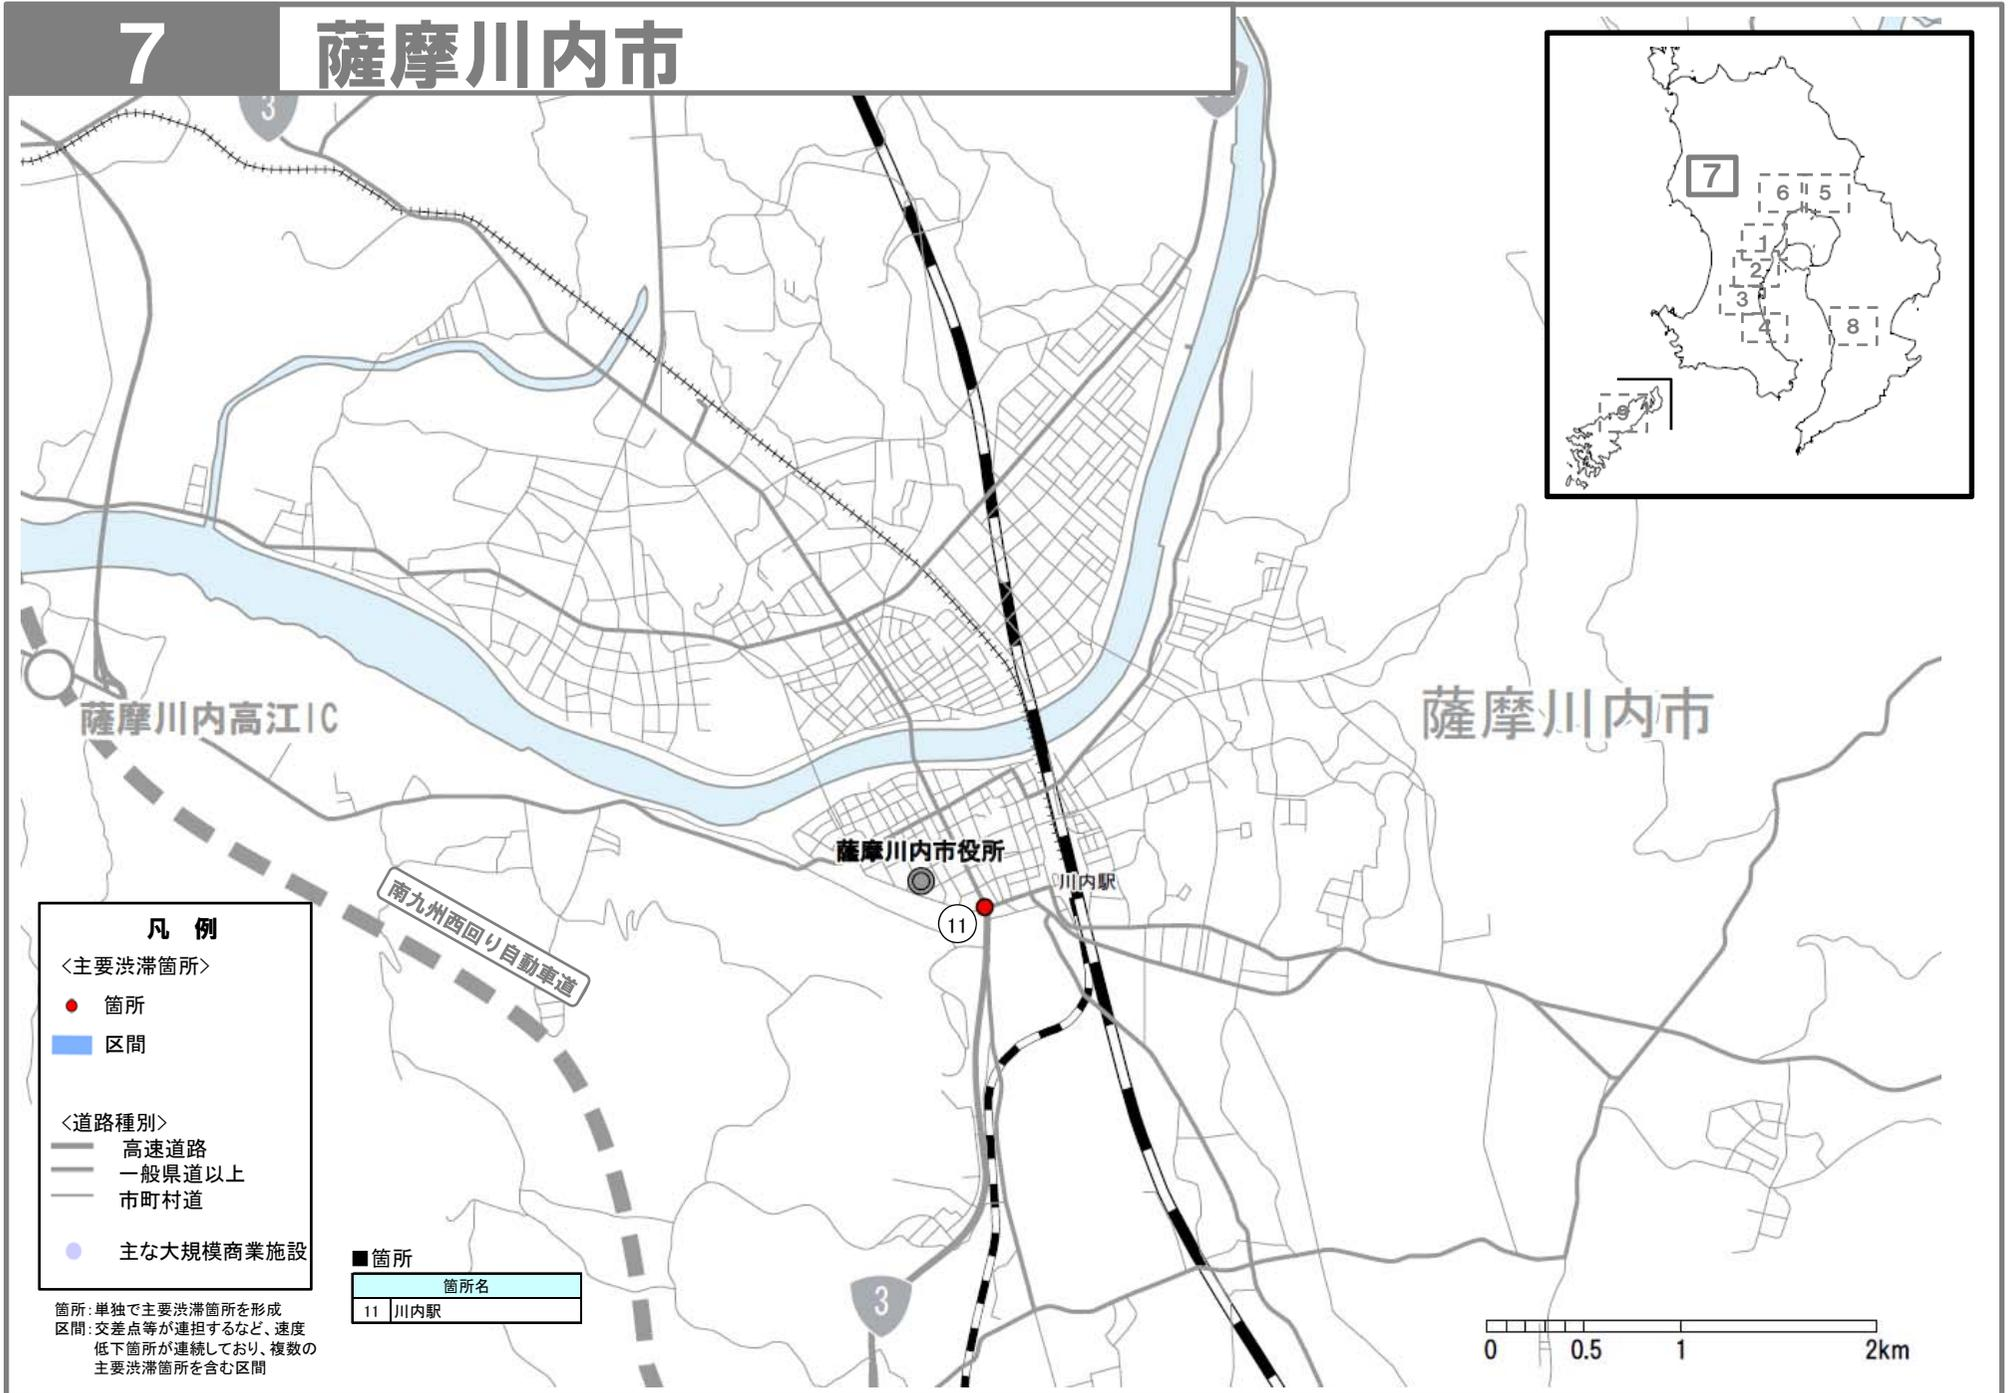 7 薩摩川内市
3
7
6 5
1
2
3
4
8
9
薩摩川内高江IC
薩摩川内市
薩摩川内市役所
川内駅
11
南九州西回り自動車道
凡 例
<主要渋滞箇所>
箇所
区間
<道路種別>
高速道路
一般県道以上
市町村道
主な大規模商業施設
箇所:単独で主要渋滞箇所を形成
区間:交差点等が連担するなど、速度
低下箇所が連続しており、複数の
主要渋滞箇所を含む区間
■箇所
箇所名
11 川内駅
3
0 0.5 1 2km